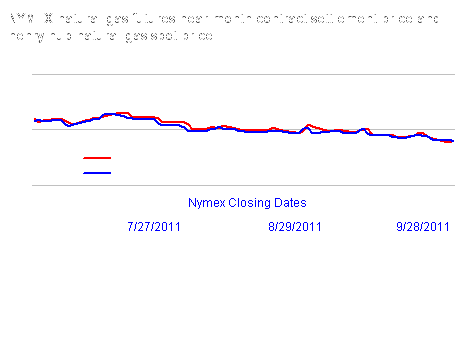 NYMEX natural gas futures near-month contract settlement price and
henry hub natural gas spot price
Nymex Closing Dates
7/27/2011 8/29/2011 9/28/2011